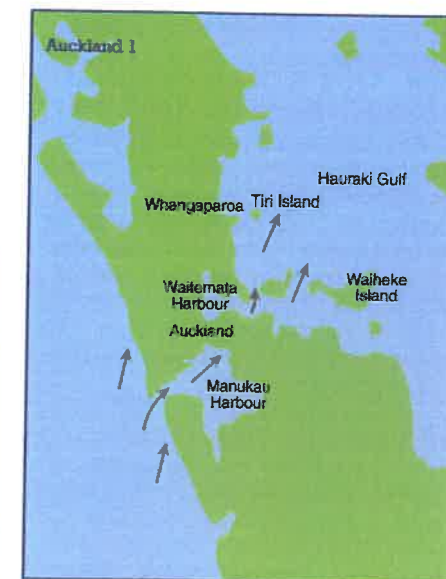 Auckland 1
Hauraki Gulf
Whangaparoa
Tiri Island
Waitemata
Harbour
Waiheke
Island
Auckland
Manukau
Harbour